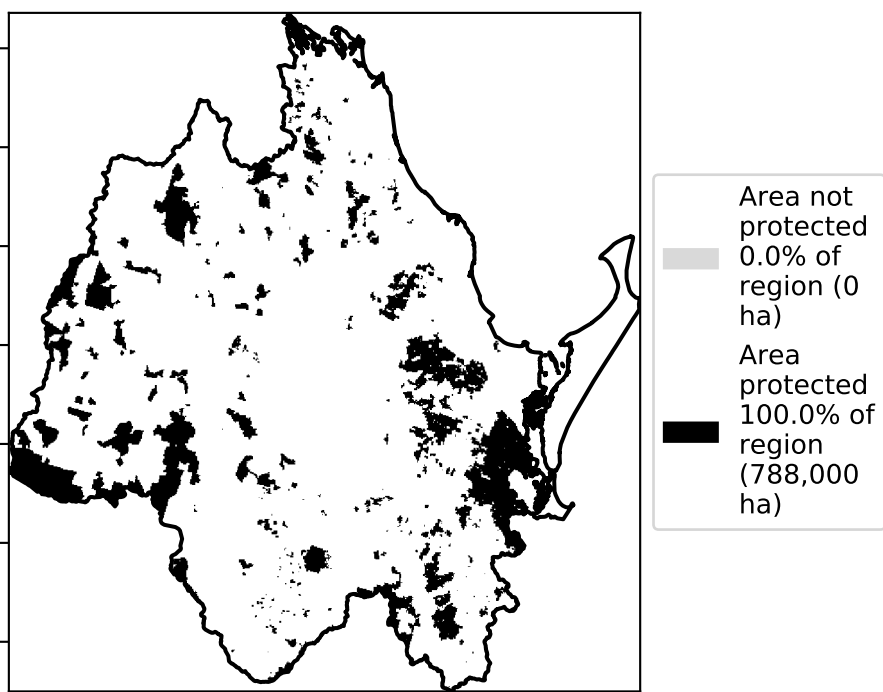 Area not
protected
0.0% of
region (0
ha)
Area
protected
100.0% of
region
(788,000
ha)